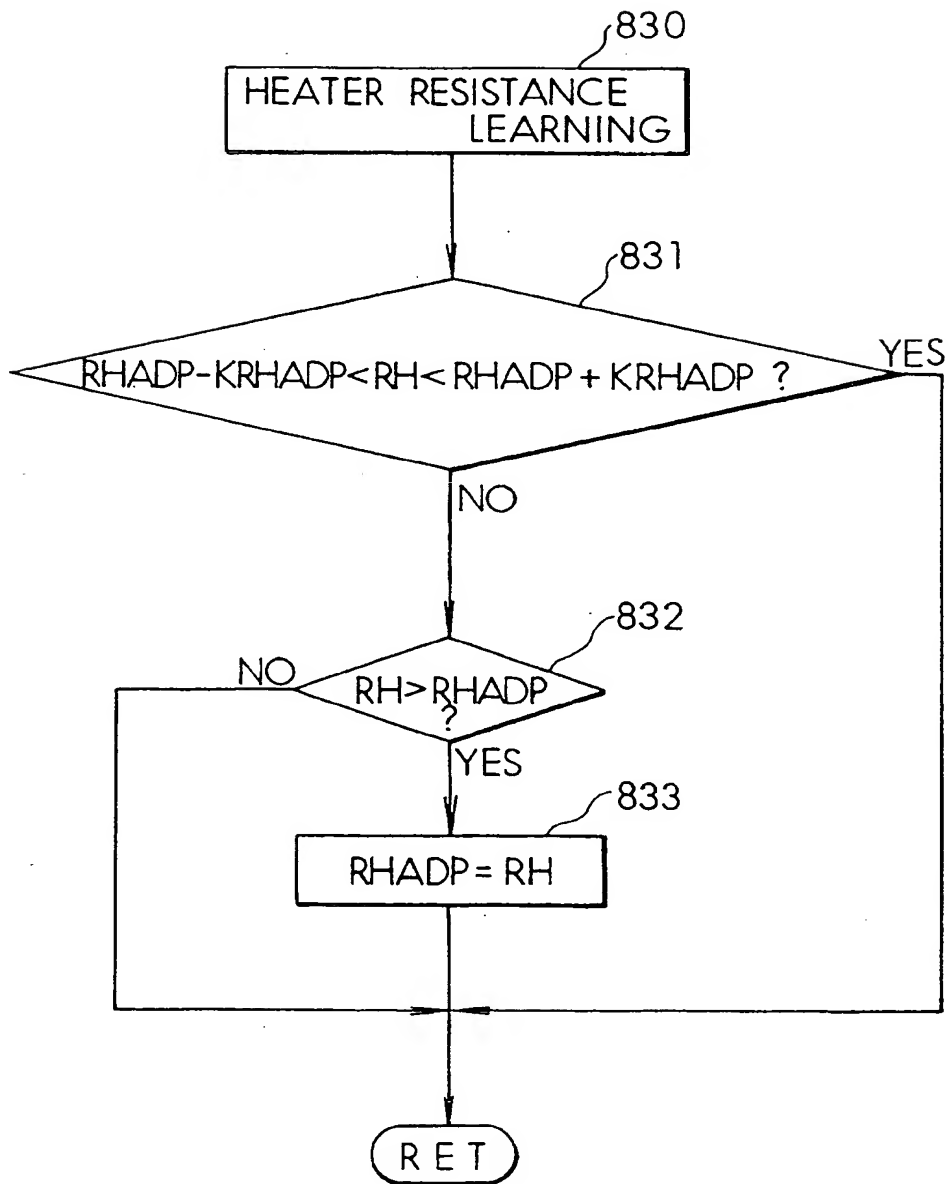 830
HEATER RESISTANCE
LEARNING
831
RHADP-KRHADP<RH<RHADP+KRHADP ?
YES
NO
832
NO
RH>RHADP
?
YES
833
RHADP=RH
RET